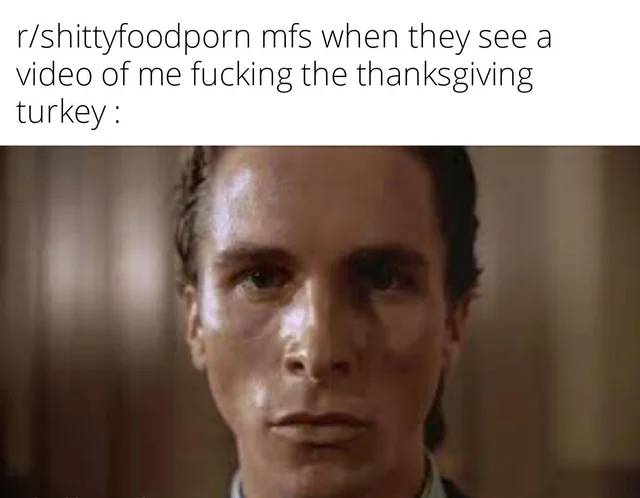 r/shittyfoodporn mfs when they see a
video of me fucking the thanksgiving
turkey :